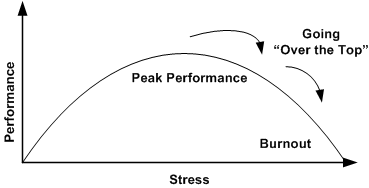 Going
“Over the Top”
Peak Performance
Performance
Burnout
Stress